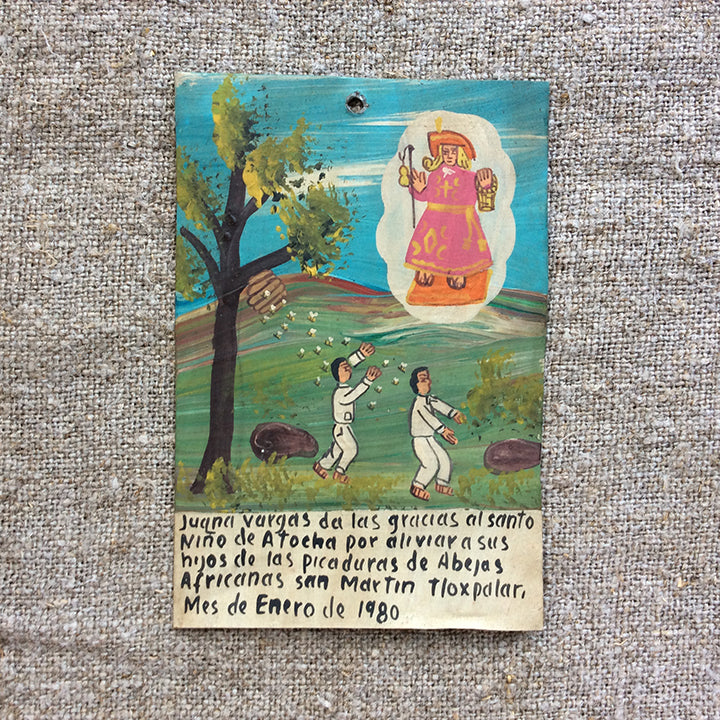 Juana Vargas da las gracias al santo
Niño de Atocha por aliviar a sus
hijos de las picaduras de Abejas
Africanas san Martin Tloxpalar,
Mes de Enero de 1980